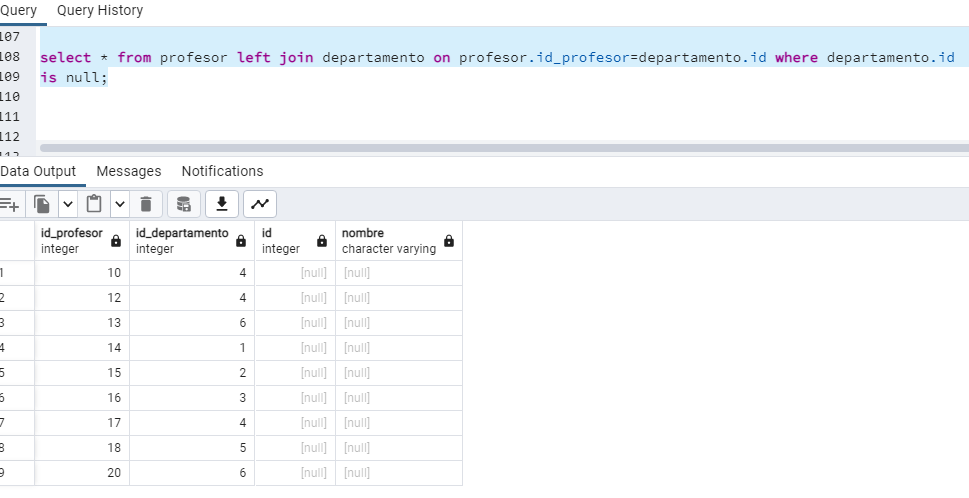 Query Query History
107
108 select * from profesor left join departamento on profesor.id_profesor=departamento.id where departamento.id
109 is null;
110
111
112
Data Output Messages Notifications
id_profesor id_departamento id nombre
integer integer integer character varying
1 10 4 [null] [null]
2 12 4 [null] [null]
3 13 6 [null] [null]
4 14 1 [null] [null]
5 15 2 [null] [null]
6 16 3 [null] [null]
7 17 4 [null] [null]
8 18 5 [null] [null]
9 20 6 [null] [null]